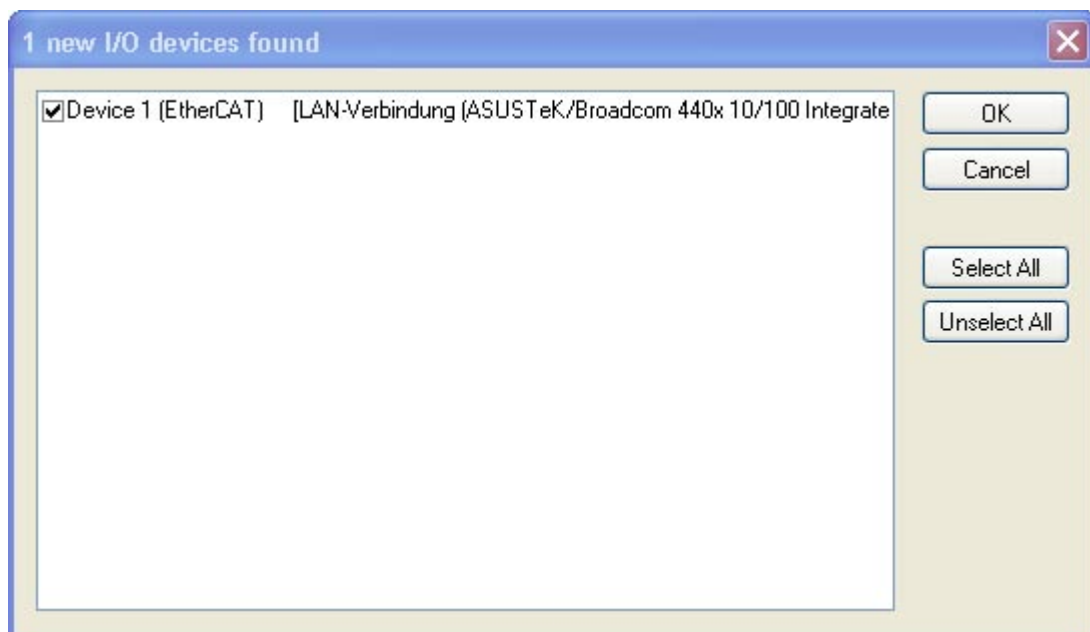 1 new I/O devices found
Device 1 (EtherCAT) [LAN-Verbindung (ASUSTeK/Broadcom 440x 10/100 Integrate
OK
Cancel
Select All
Unselect All